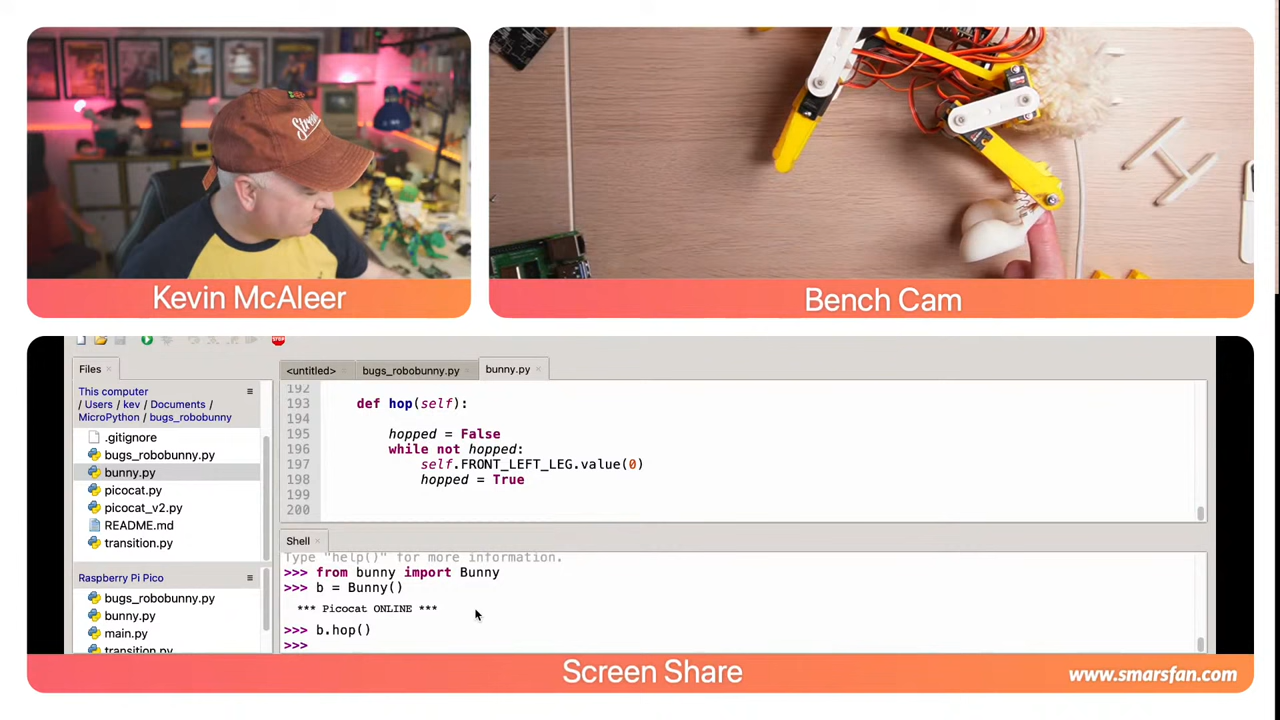 Kevin McAleer
Bench Cam
Files
This computer
/ Users / kev / Documents /
MicroPython / bugs_robobunny
.gitignore
bugs_robobunny.py
bunny.py
picocat.py
picocat_v2.py
README.md
transition.py
Raspberry Pi Pico
bugs_robobunny.py
bunny.py
main.py
transition.py
<untitled>
bugs_robobunny.py
bunny.py
192
193 def hop(self):
194
195 hopped = False
196 while not hopped:
197 self.FRONT_LEFT_LEG.value(0)
198 hopped = True
199
200
Shell
Type "help()" for more information.
>>> from bunny import Bunny
>>> b = Bunny()
*** Picocat ONLINE ***
>>> b.hop()
>>>
Screen Share
www.smarsfan.com